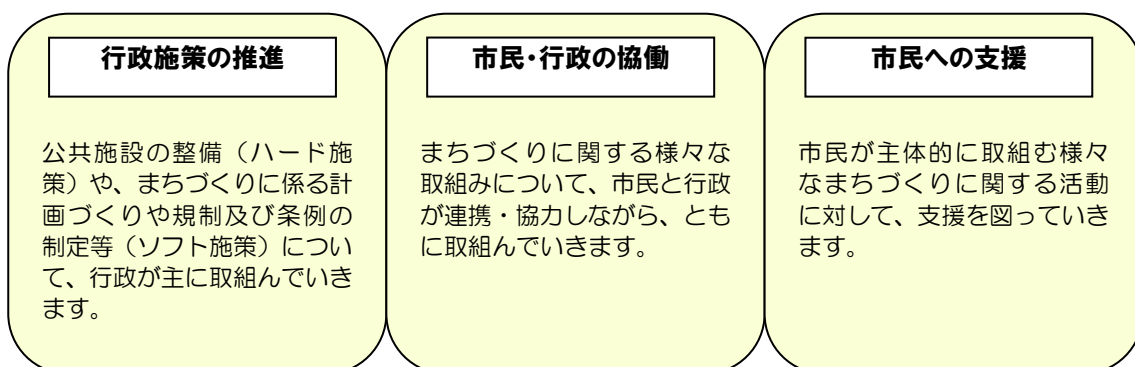 行政施策の推進
公共施設の整備（ハード施
策）や、まちづくりに係る計
画づくりや規制及び条例の
制定等（ソフト施策）につい
て、行政が主に取組んでいき
ます。
市民・行政の協働
まちづくりに関する様々な
取組みについて、市民と行政
が連携・協力しながら、とも
に取組んでいきます。
市民への支援
市民が主体的に取組む様々
なまちづくりに関する活動
に対して、支援を図っていき
ます。